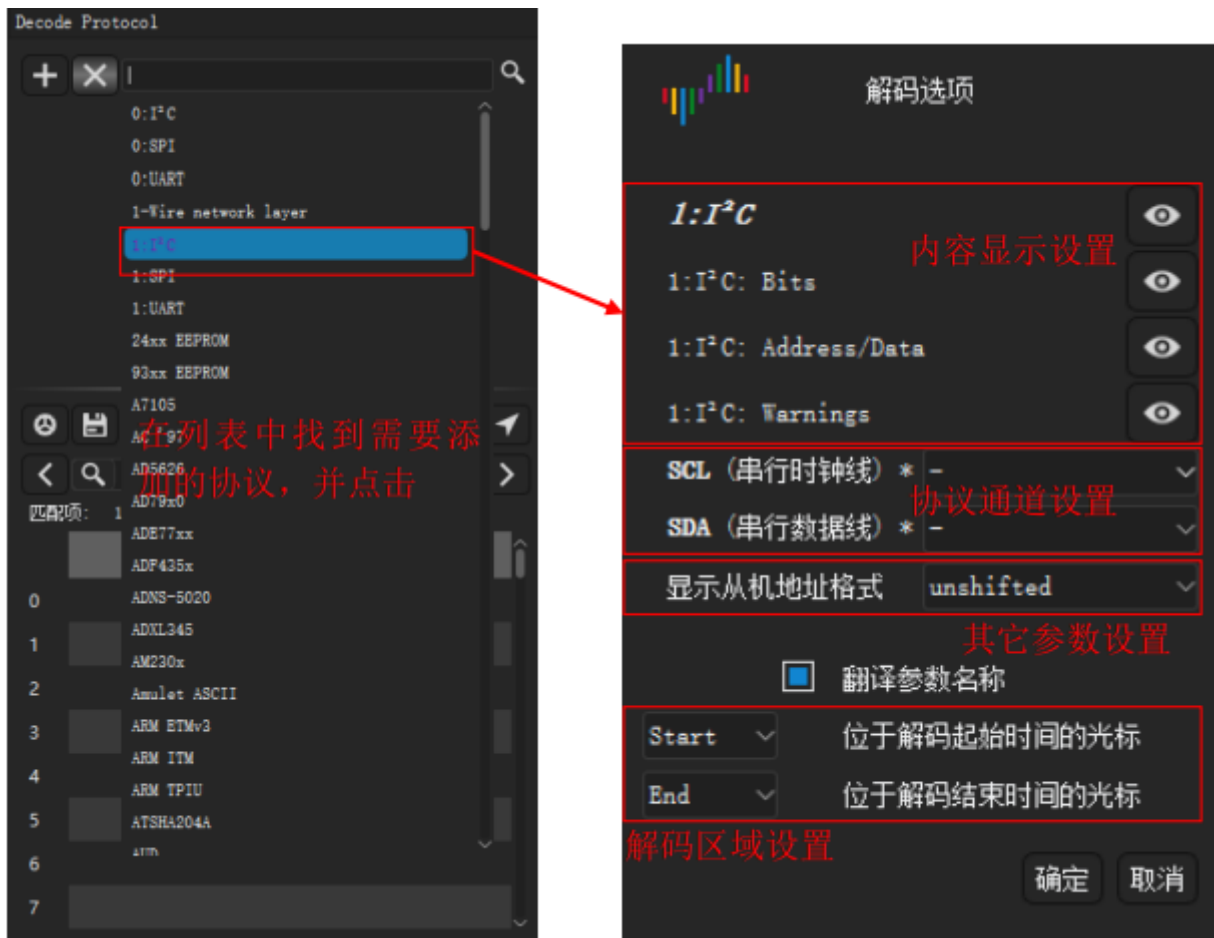 Decode Protocol
0:I²C
0:SPI
0:UART
1-Wire network layer
1:I²C
1:SPI
1:UART
24xx EEPROM
93xx EEPROM
A7105
AC'97
AD5626
AD79x0
ADE77xx
ADF435x
ADNS-5020
ADXL345
AM230x
Amulet ASCII
ARM ETMv3
ARM ITM
ARM TPIU
ATSHA204A
AUD
在列表中找到需要添
加的协议，并点击
匹配项： 1
0
1
2
3
4
5
6
7
解码选项
1:I²C
内容显示设置
1:I²C: Bits
1:I²C: Address/Data
1:I²C: Warnings
SCL（串行时钟线）* -
协议通道设置
SDA（串行数据线）* -
显示从机地址格式 unshifted
其它参数设置
翻译参数名称
Start 位于解码起始时间的光标
End 位于解码结束时间的光标
解码区域设置
确定 取消